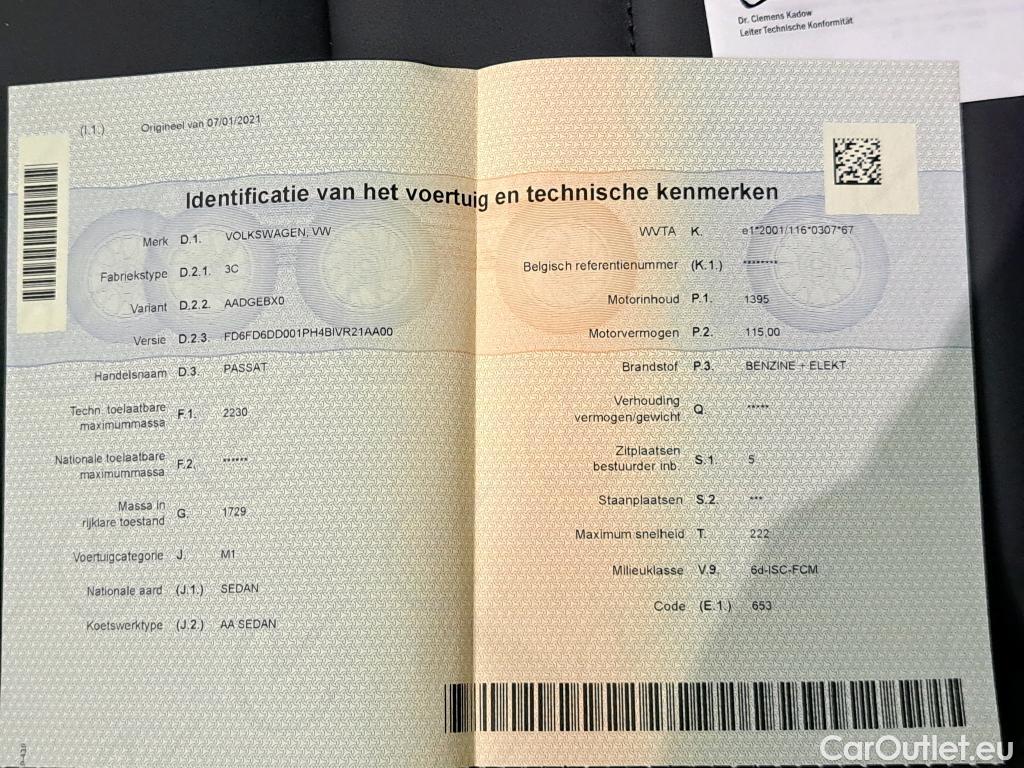 Dr. Clemens Kadow
Leiter Technische Konformität
(I.1.) Origineel van 07/01/2021
Identificatie van het voertuig en technische kenmerken
Merk D.1. VOLKSWAGEN, VW
Fabriekstype D.2.1. 3C
Variant D.2.2. AADGEBX0
Versie D.2.3. FD6FD6DD001PH4BIVR21AA00
Handelsnaam D.3. PASSAT
Techn. toelaatbare
maximummassa F.1. 2230
Nationale toelaatbare
maximummassa F.2. ******
Massa in
rijklare toestand G. 1729
Voertuigcategorie J. M1
Nationale aard (J.1.) SEDAN
Koetswerktype (J.2.) AA SEDAN
WVTA K. e1*2001/116*0307*67
Belgisch referentienummer (K.1.) ********
Motorinhoud P.1. 1395
Motorvermogen P.2. 115,00
Brandstof P.3. BENZINE + ELEKT
Verhouding
vermogen/gewicht Q. *****
Zitplaatsen
bestuurder inb. S.1. 5
Staanplaatsen S.2. ***
Maximum snelheid T. 222
Milieuklasse V.9. 6d-ISC-FCM
Code (E.1.) 653
CarOutlet.eu